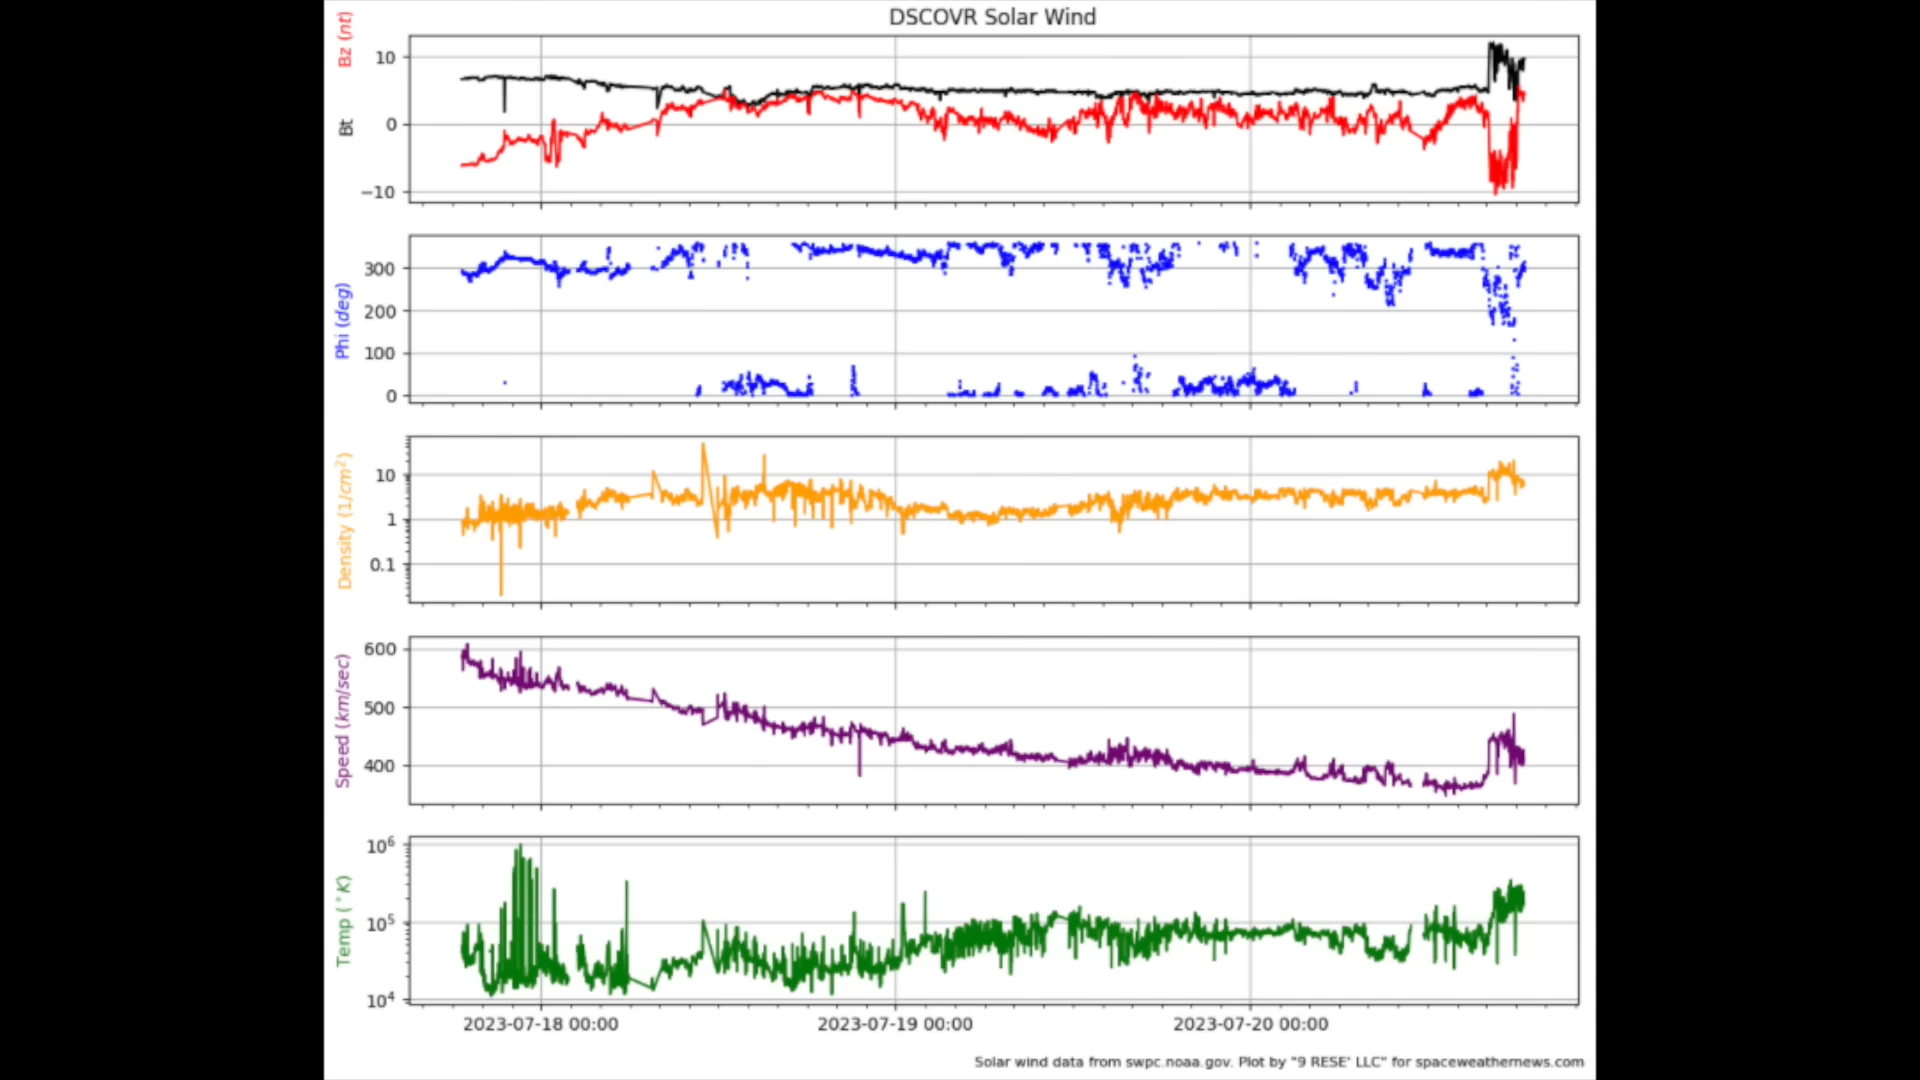 DSCOVR Solar Wind
Bz (nt)
Bt
10
0
−10
Phi (deg)
300
200
100
0
Density (1/cm²)
10
1
0.1
Speed (km/sec)
600
500
400
Temp (°K)
10⁶
10⁵
10⁴
2023-07-18 00:00 2023-07-19 00:00 2023-07-20 00:00
Solar wind data from swpc.noaa.gov. Plot by "9 RESE' LLC" for spaceweathernews.com